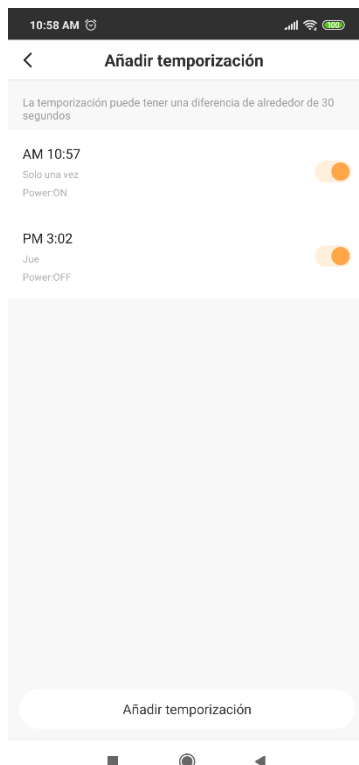 10:58 AM
100
Añadir temporización
La temporización puede tener una diferencia de alrededor de 30
segundos
AM 10:57
Solo una vez
Power:ON
PM 3:02
Jue
Power:OFF
Añadir temporización